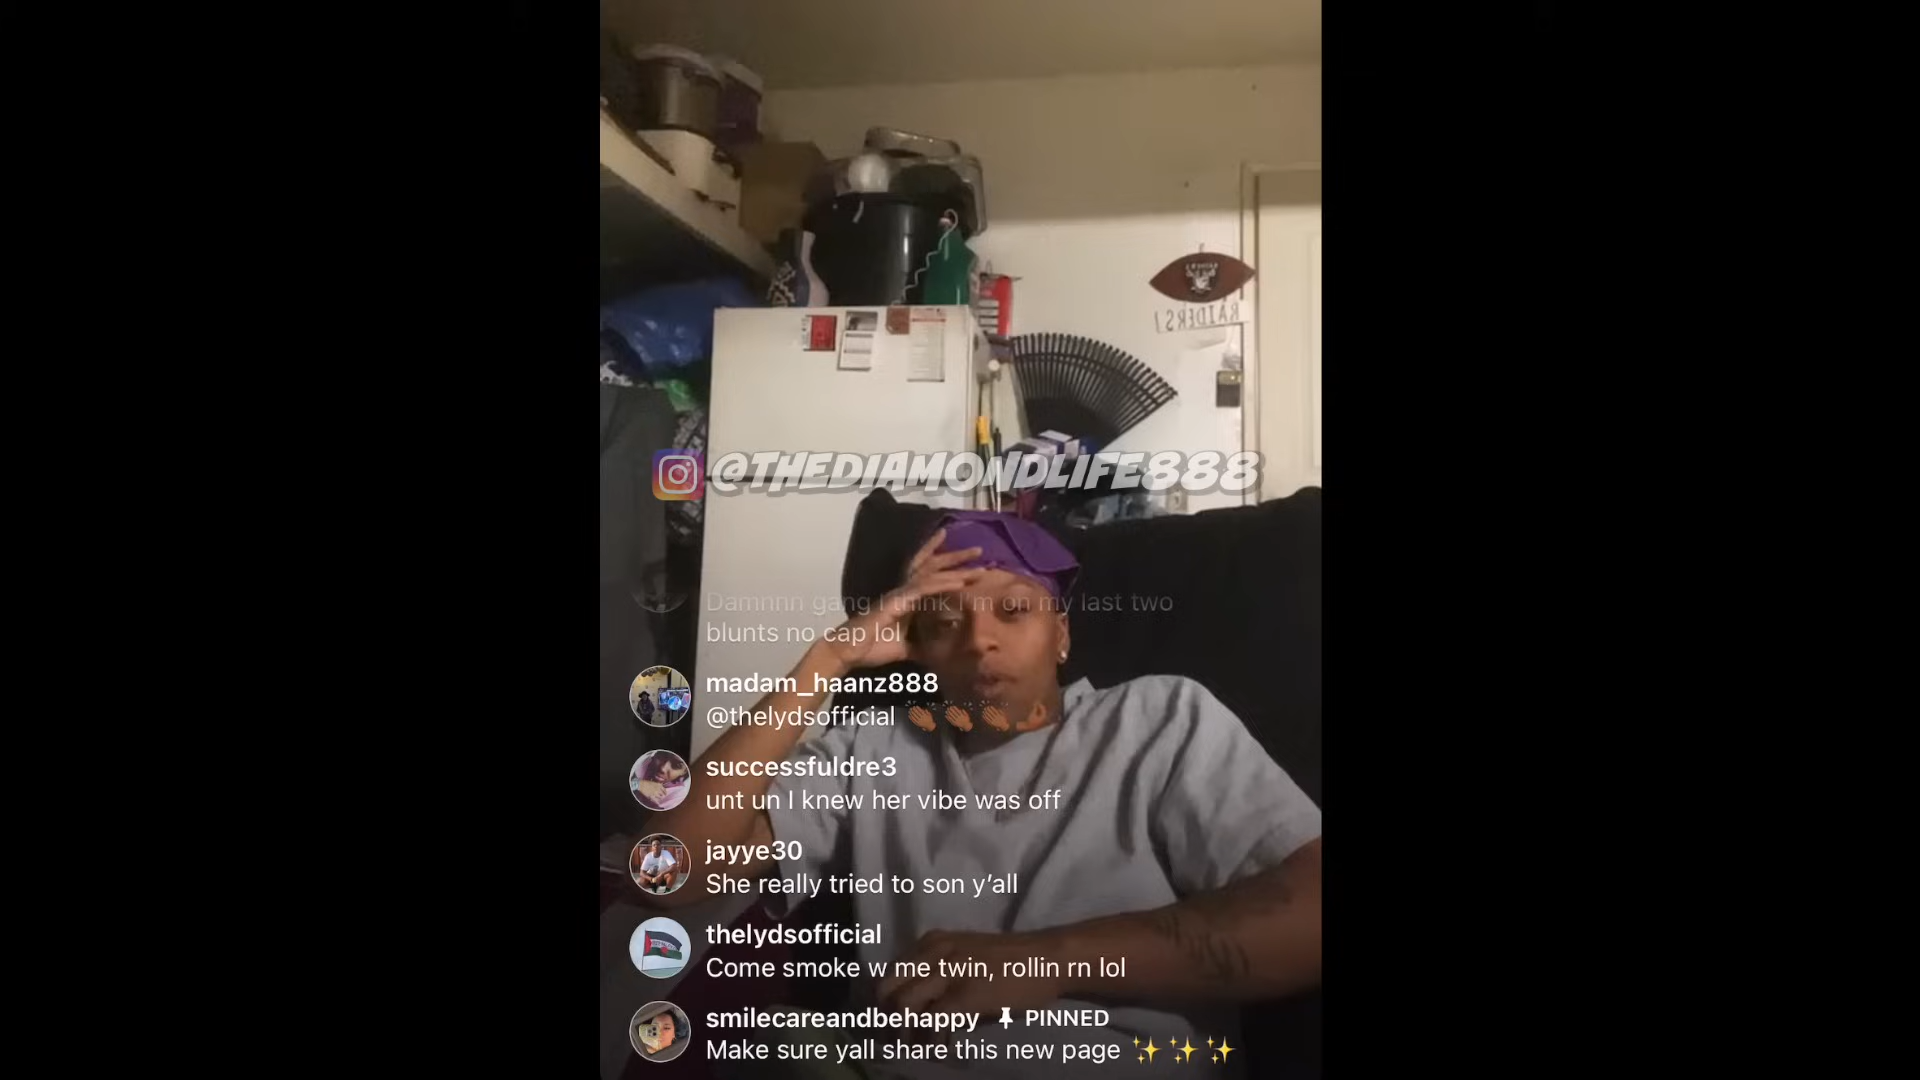 RAIDERS
@THEDIAMONDLIFE888
Damnnn gang I think I'm on my last two
blunts no cap lol
madam_haanz888
@thelydsofficial 👏🏾👏🏾👏🏾💪🏾
successfuldre3
unt un I knew her vibe was off
jayye30
She really tried to son y’all
thelydsofficial
Come smoke w me twin, rollin rn lol
smilecareandbehappy 📌 PINNED
Make sure yall share this new page ✨✨✨